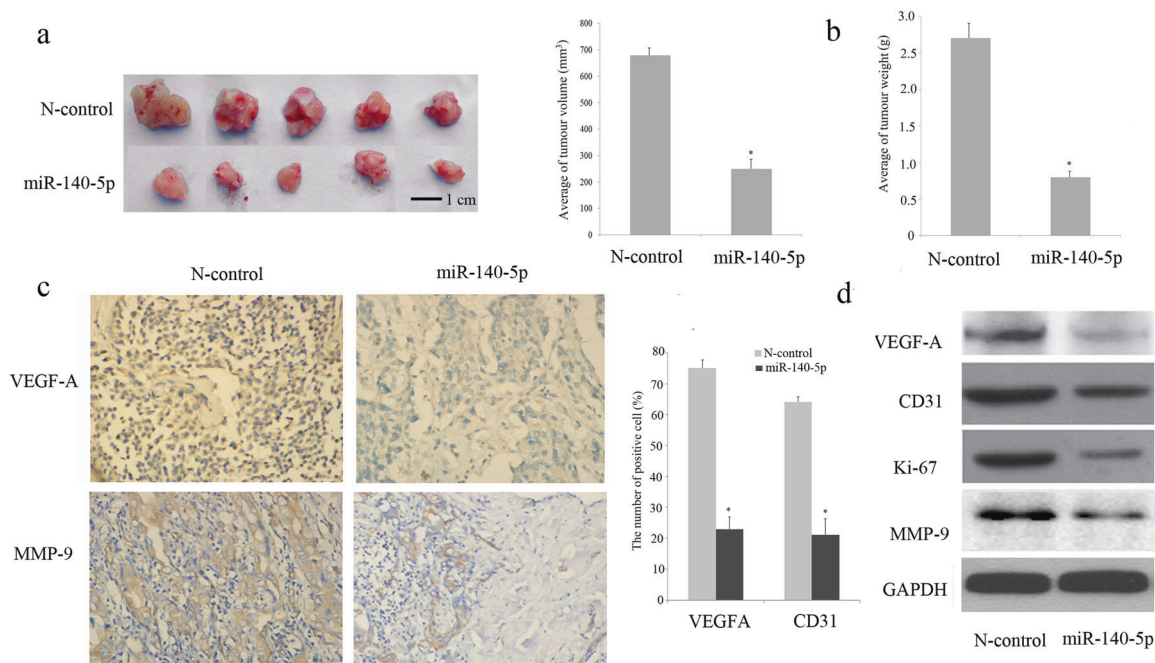 a
N-control
miR-140-5p
1 cm
Average of tumour volume (mm³)
800
700
600
500
400
300
200
100
0
*
N-control
miR-140-5p
b
Average of tumour weight (g)
3.0
2.5
2.0
1.5
1.0
0.5
0
*
N-control
miR-140-5p
c
N-control
miR-140-5p
VEGF-A
MMP-9
The number of positive cell (%)
80
70
60
50
40
30
20
10
0
N-control
miR-140-5p
*
*
VEGFA
CD31
d
VEGF-A
CD31
Ki-67
MMP-9
GAPDH
N-control
miR-140-5p